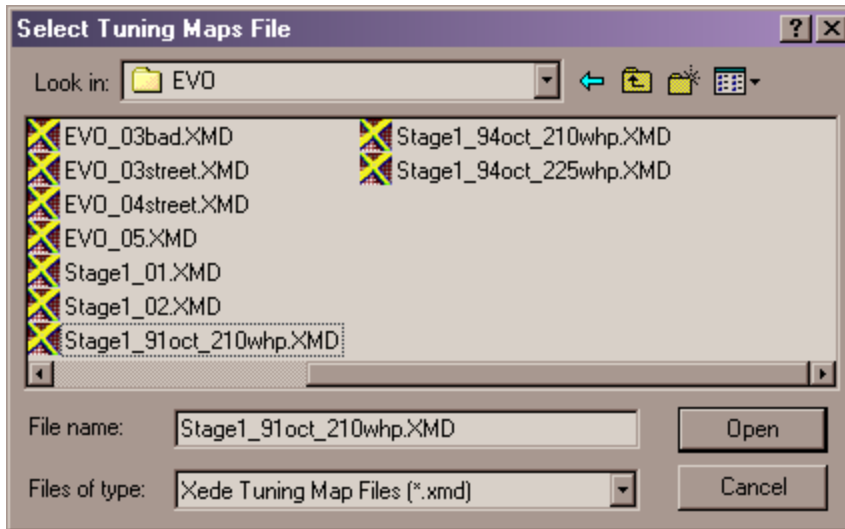 Select Tuning Maps File
Look in: EVO
EVO_03bad.XMD
EVO_03street.XMD
EVO_04street.XMD
EVO_05.XMD
Stage1_01.XMD
Stage1_02.XMD
Stage1_91oct_210whp.XMD
Stage1_94oct_210whp.XMD
Stage1_94oct_225whp.XMD
File name: Stage1_91oct_210whp.XMD
Open
Files of type: Xede Tuning Map Files (*.xmd)
Cancel